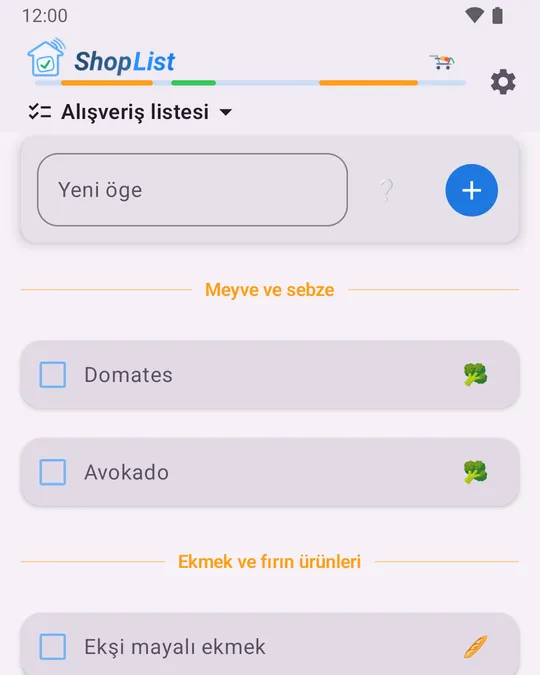 12:00
ShopList
Alışveriş listesi
Yeni öge
Meyve ve sebze
Domates
Avokado
Ekmek ve fırın ürünleri
Ekşi mayalı ekmek